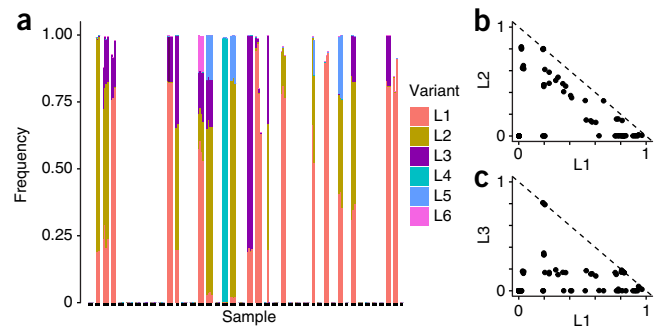 a
1.00
0.75
0.50
0.25
0
Frequency
Sample
Variant
L1
L2
L3
L4
L5
L6
b
1
0
L2
0
1
L1
c
1
0
L3
0
1
L1